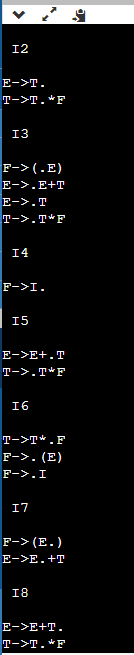 I2
E->T.
T->T.*F
I3
F->(.E)
E->.E+T
E->.T
T->.T*F
I4
F->I.
I5
E->E+.T
T->.T*F
I6
T->T*.F
F->.(E)
F->.I
I7
F->(E.)
E->E.+T
I8
E->E+T.
T->T.*F